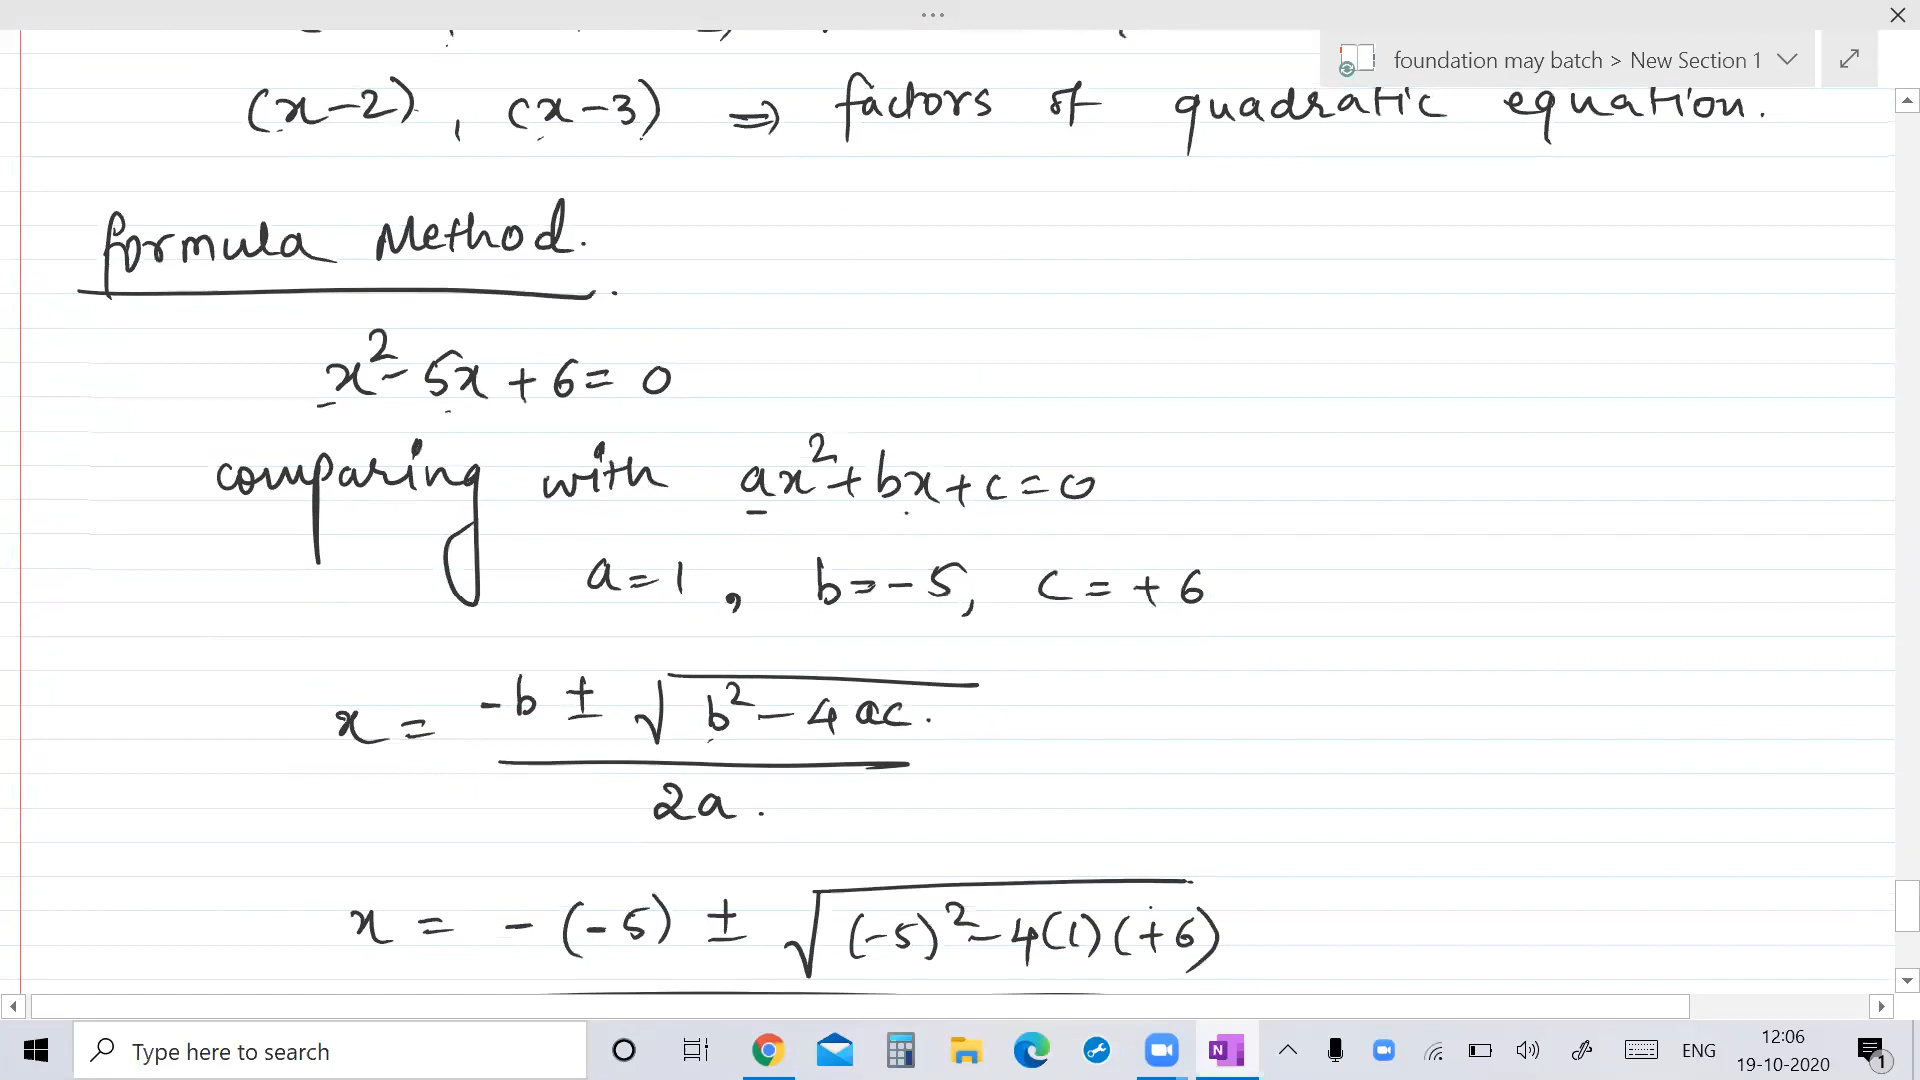 foundation may batch > New Section 1
(x-2), (x-3) ⇒ factors of quadratic equation.
formula Method.
x² - 5x + 6 = 0
comparing with ax² + bx + c = 0
a = 1, b = -5, c = +6
x = -b ± √(b² - 4ac.
2a.
x = -(-5) ± √(-5)² - 4(1)(+6)
Type here to search
ENG
12:06
19-10-2020
1